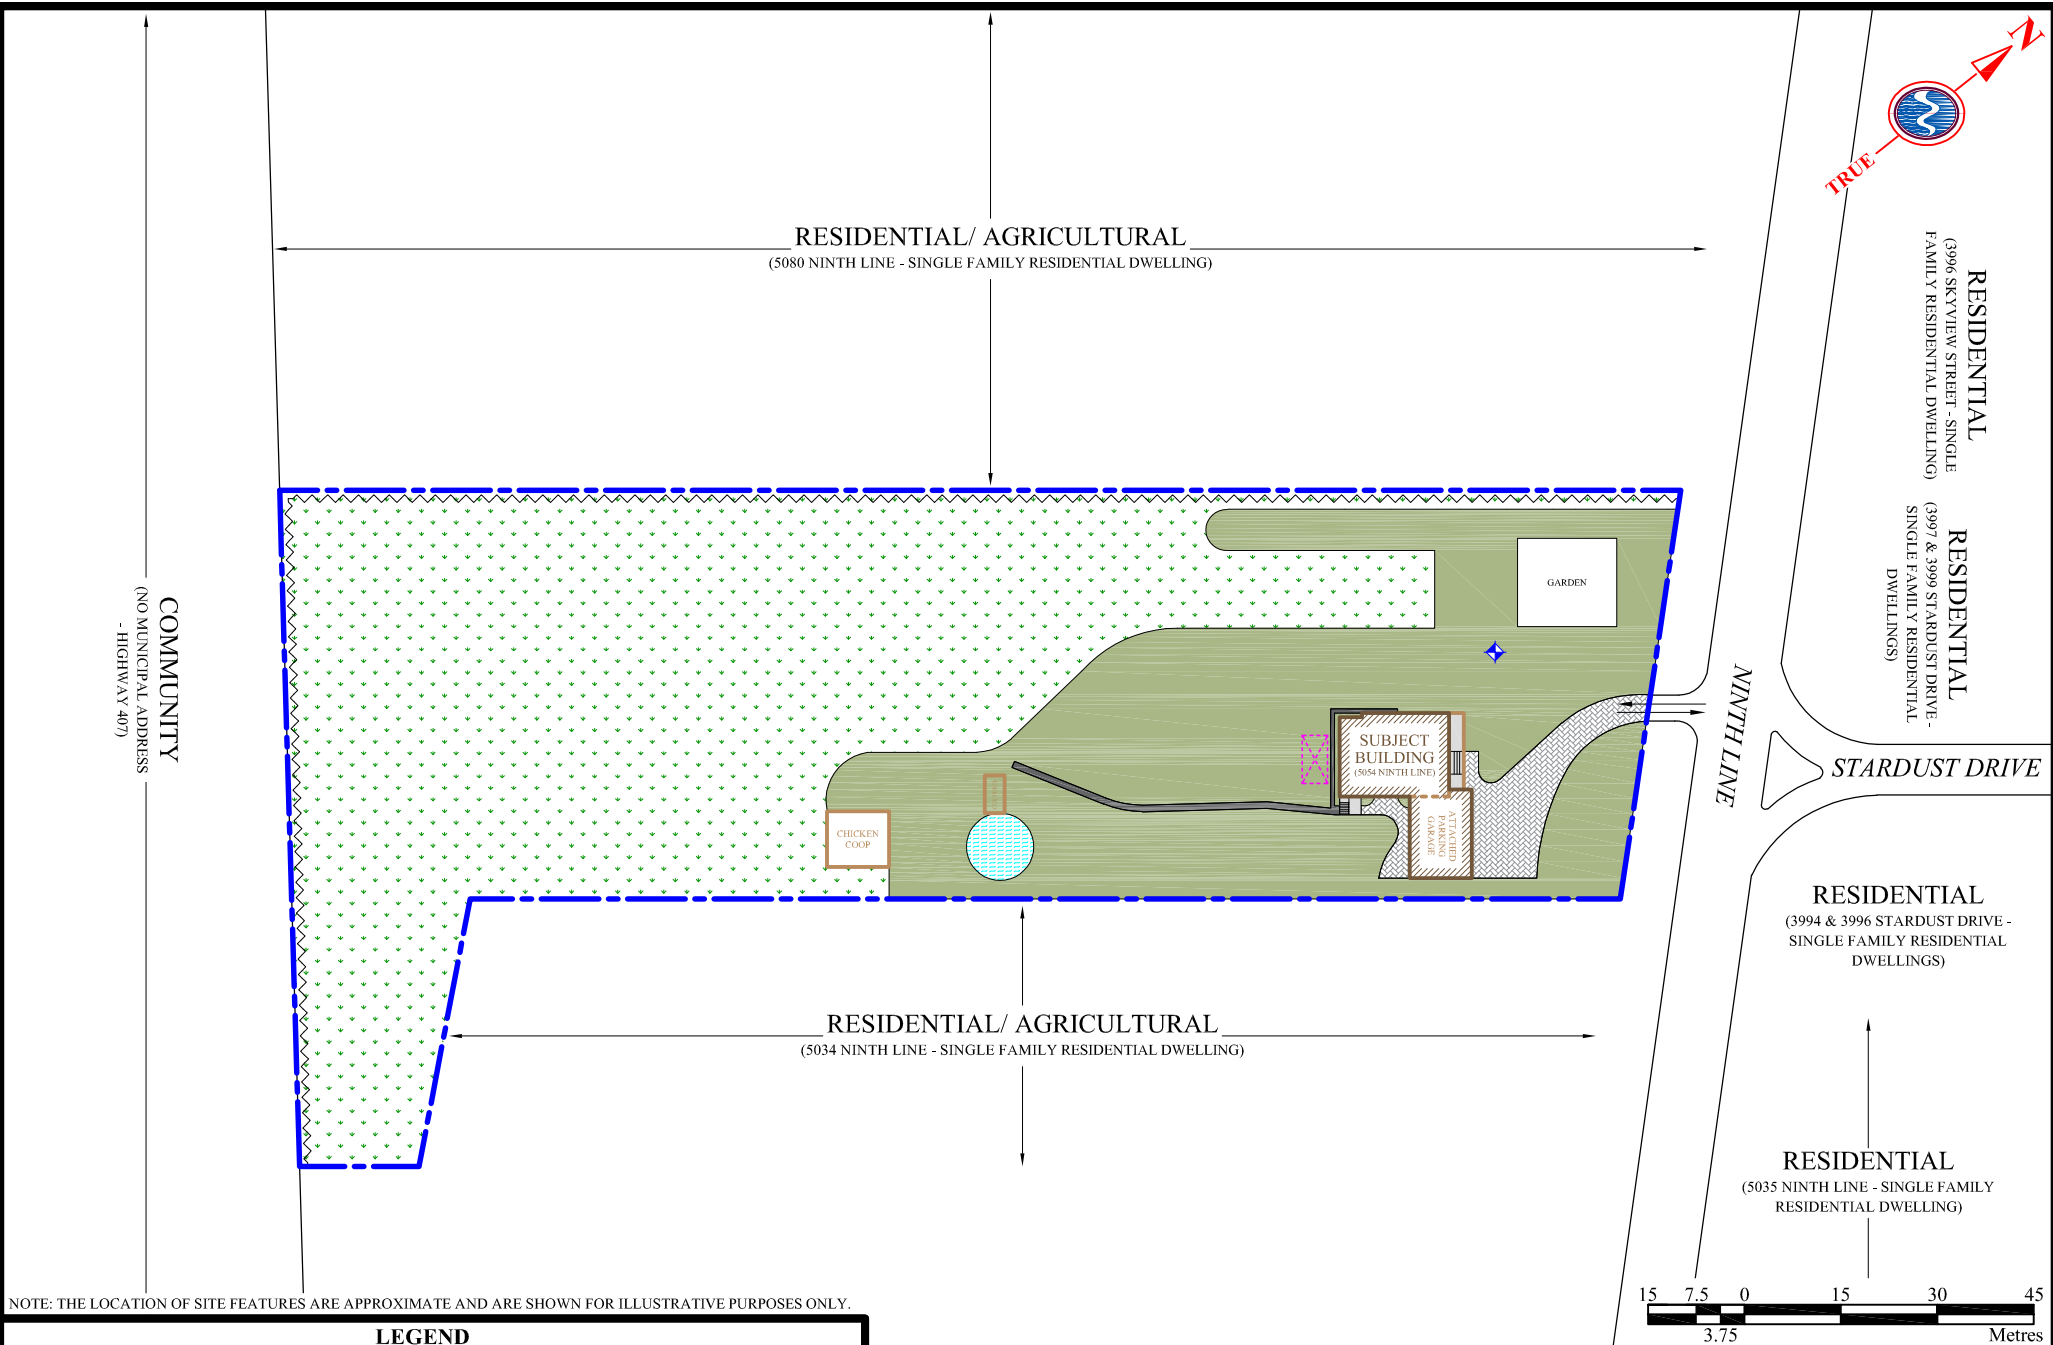 N
TRUE
RESIDENTIAL/ AGRICULTURAL
(5080 NINTH LINE - SINGLE FAMILY RESIDENTIAL DWELLING)
RESIDENTIAL
(3996 SKYVIEW STREET - SINGLE
FAMILY RESIDENTIAL DWELLING)
RESIDENTIAL
(3997 & 3999 STARDUST DRIVE -
SINGLE FAMILY RESIDENTIAL
DWELLINGS)
COMMUNITY
(NO MUNICIPAL ADDRESS
- HIGHWAY 407)
GARDEN
SUBJECT
BUILDING
(5054 NINTH LINE)
ATTACHED
PARKING
GARAGE
CHICKEN
COOP
NINTH LINE
STARDUST DRIVE
RESIDENTIAL
(3994 & 3996 STARDUST DRIVE -
SINGLE FAMILY RESIDENTIAL
DWELLINGS)
RESIDENTIAL/ AGRICULTURAL
(5034 NINTH LINE - SINGLE FAMILY RESIDENTIAL DWELLING)
RESIDENTIAL
(5035 NINTH LINE - SINGLE FAMILY
RESIDENTIAL DWELLING)
NOTE: THE LOCATION OF SITE FEATURES ARE APPROXIMATE AND ARE SHOWN FOR ILLUSTRATIVE PURPOSES ONLY.
15 7.5 0 15 30 45
3.75 Metres
LEGEND